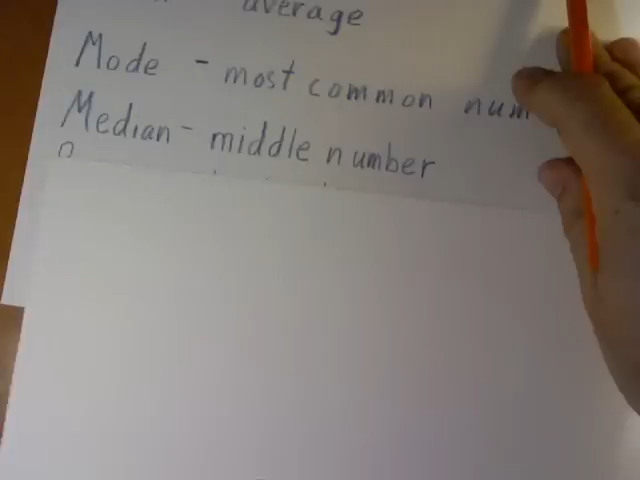 average
Mode - most common num
Median - middle number